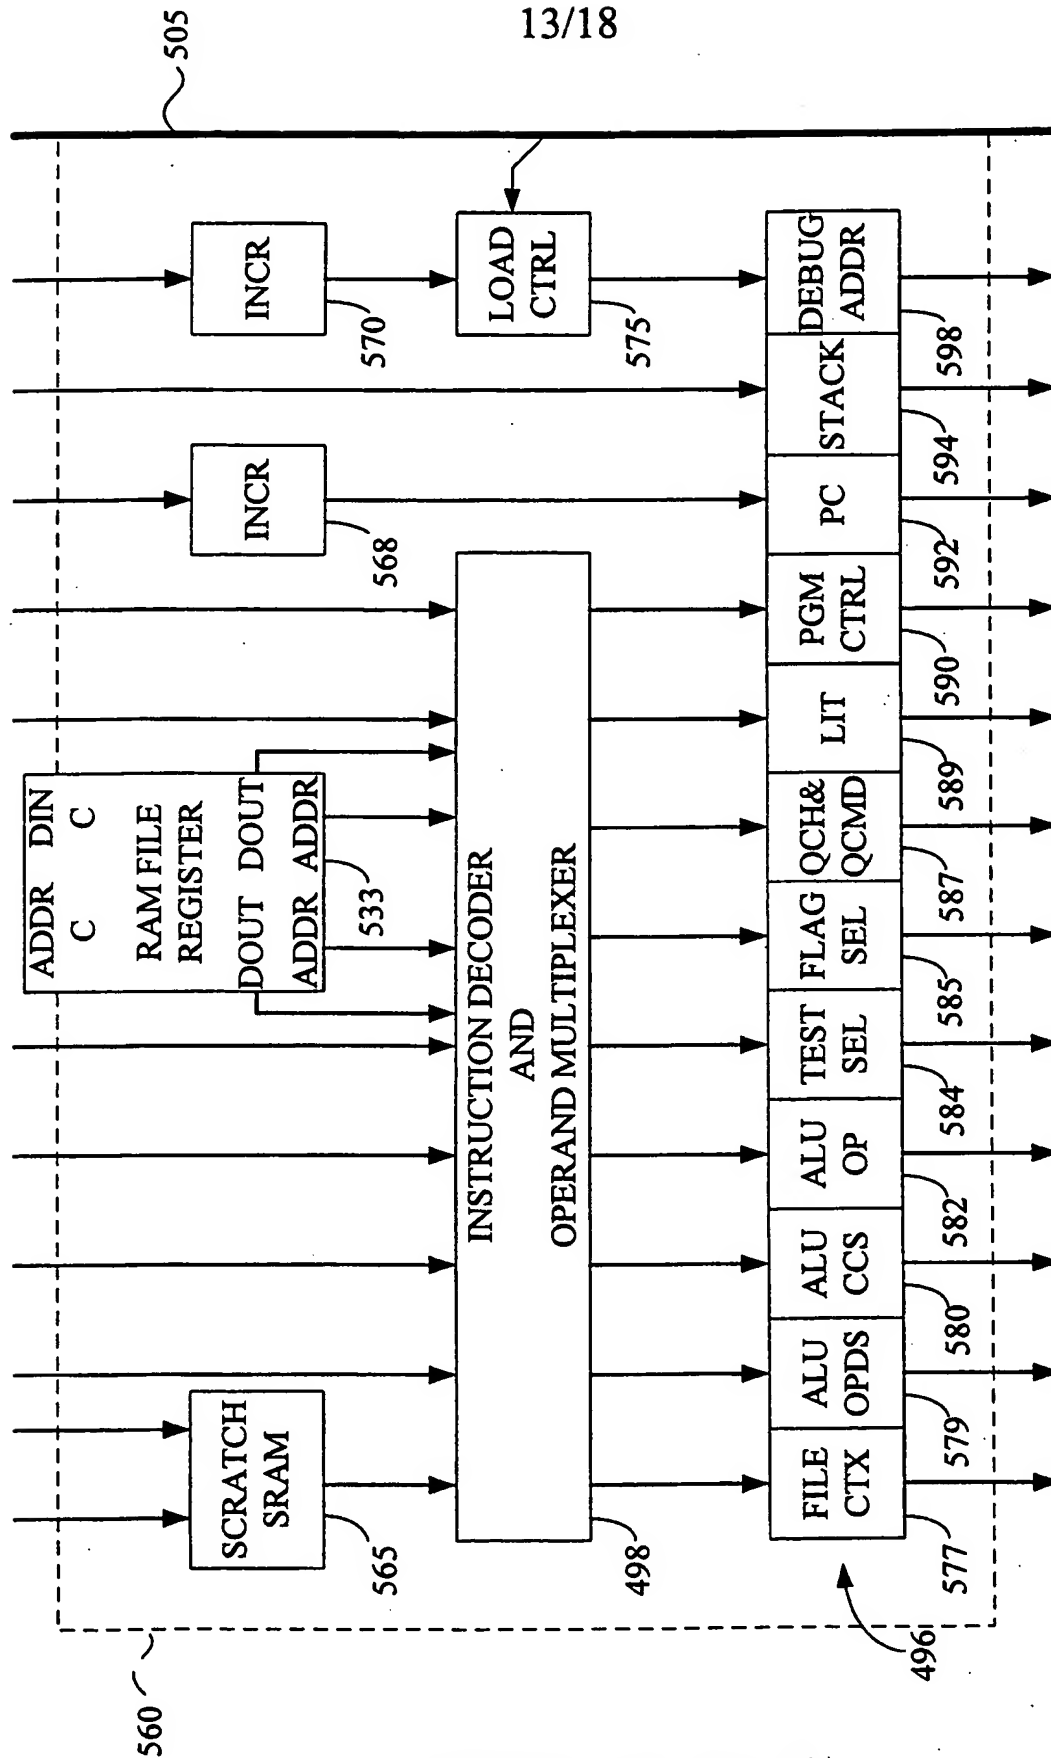 13/18
505
560
ADDR DIN
C C
RAM FILE
REGISTER
DOUT DOUT
ADDR ADDR
533
SCRATCH
SRAM
565
INCR
568
INCR
570
INSTRUCTION DECODER
AND
OPERAND MULTIPLEXER
498
LOAD
CTRL
575
496
FILE
CTX
577
ALU
OPDS
579
ALU
CCS
580
ALU
OP
582
TEST
SEL
584
FLAG
SEL
585
QCH&
QCMD
587
LIT
589
PGM
CTRL
590
PC
592
STACK
594
DEBUG
ADDR
598